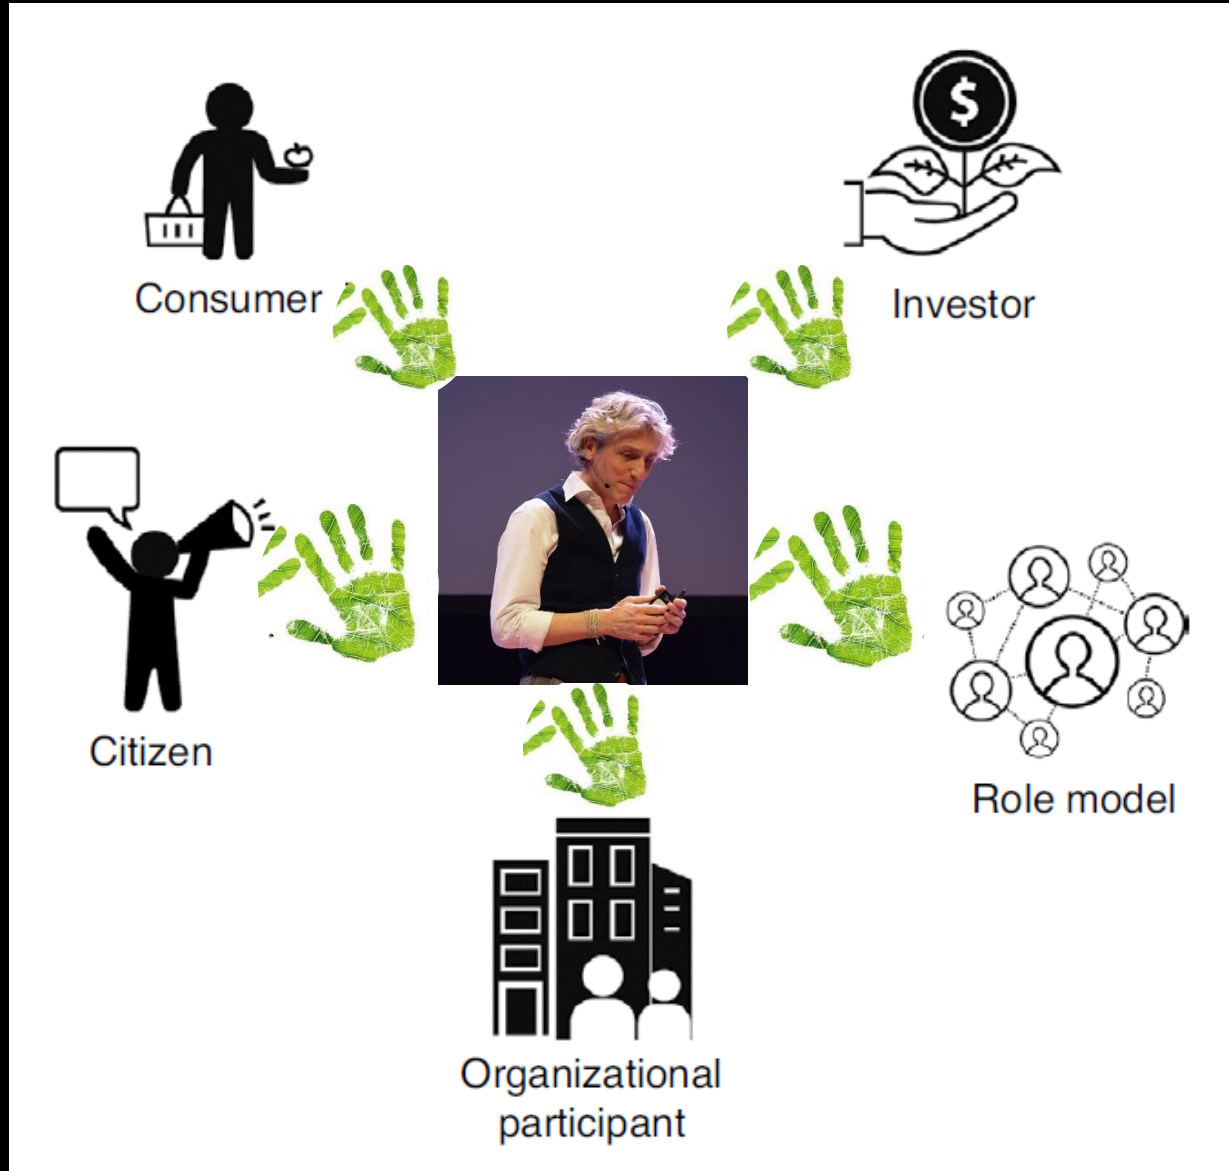 $
Consumer
Investor
Citizen
Role model
Organizational
participant